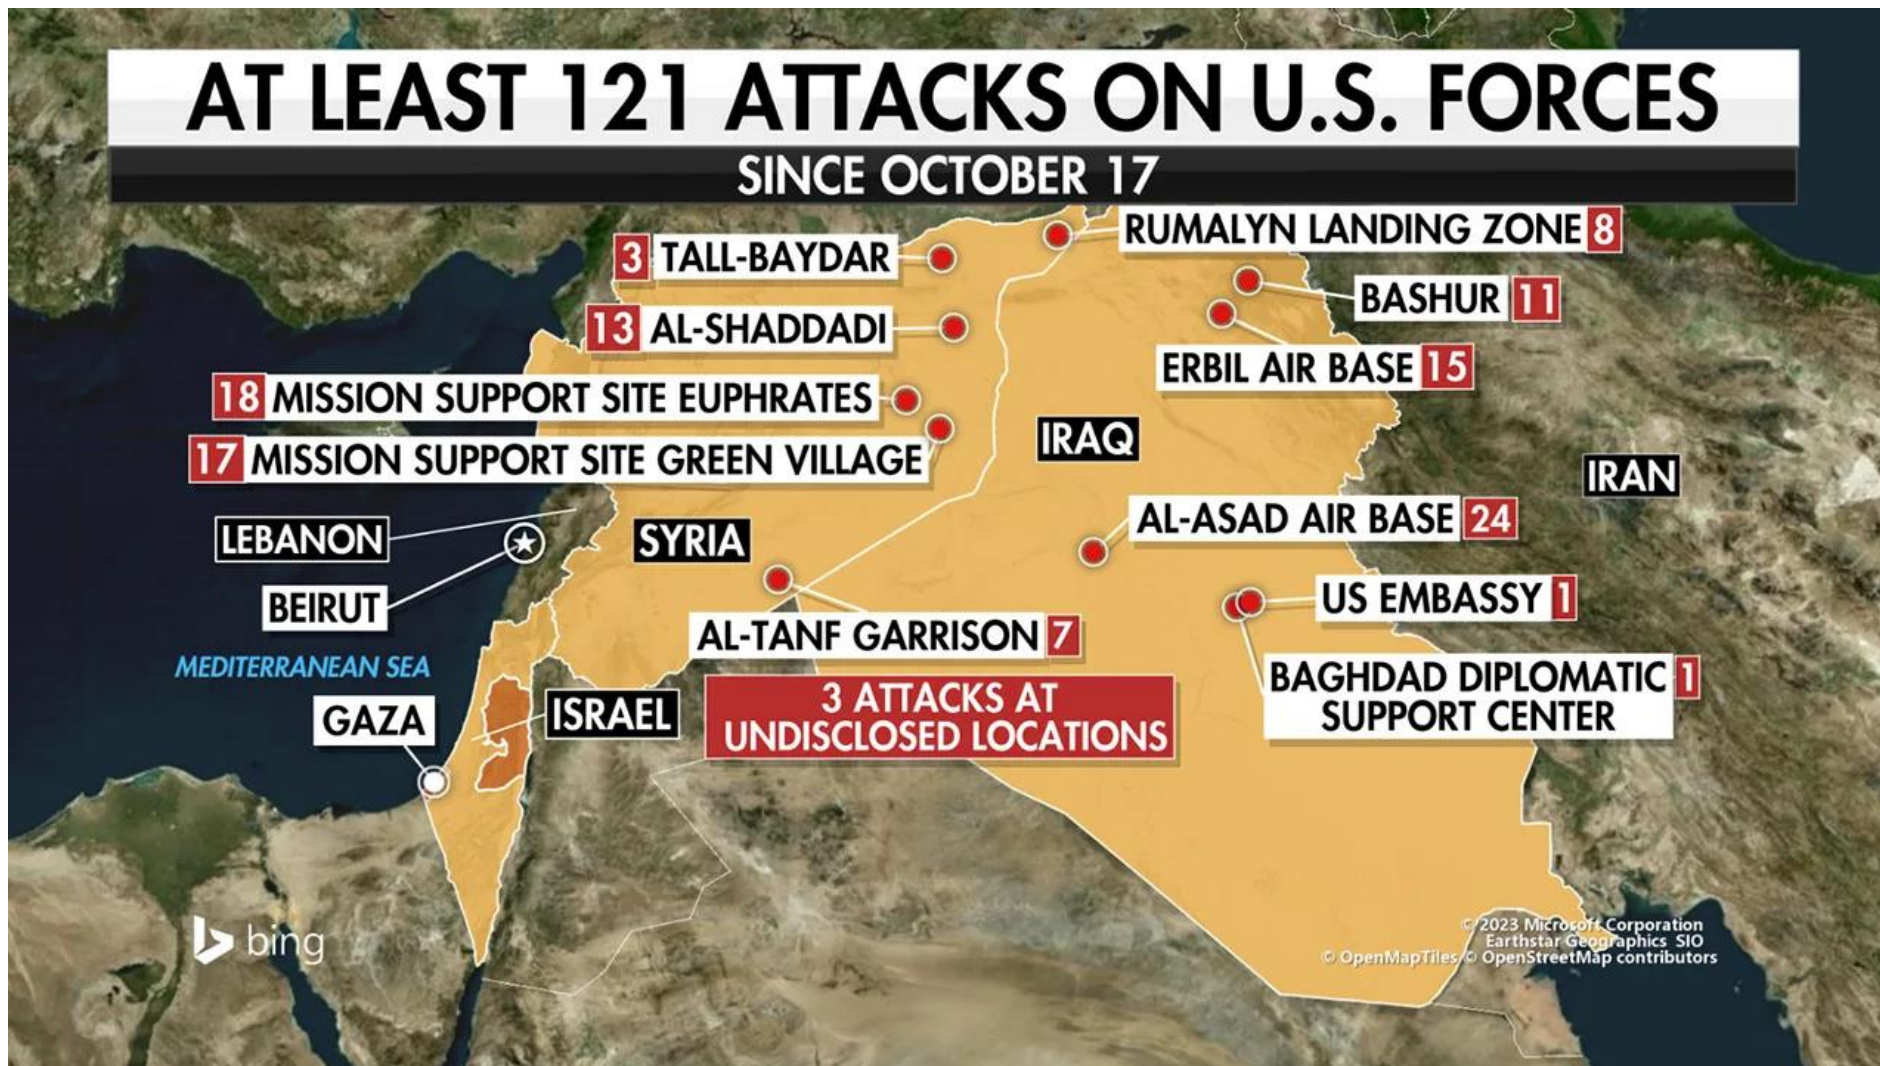 AT LEAST 121 ATTACKS ON U.S. FORCES
SINCE OCTOBER 17
RUMALYN LANDING ZONE 8
3 TALL-BAYDAR
BASHUR 11
13 AL-SHADDADI
ERBIL AIR BASE 15
18 MISSION SUPPORT SITE EUPHRATES
17 MISSION SUPPORT SITE GREEN VILLAGE
IRAQ
IRAN
AL-ASAD AIR BASE 24
LEBANON
SYRIA
BEIRUT
US EMBASSY 1
AL-TANF GARRISON 7
MEDITERRANEAN SEA
BAGHDAD DIPLOMATIC 1
SUPPORT CENTER
GAZA
ISRAEL
3 ATTACKS AT
UNDISCLOSED LOCATIONS
bing
© 2023 Microsoft Corporation
Earthstar Geographics SIO
© OpenMapTiles © OpenStreetMap contributors